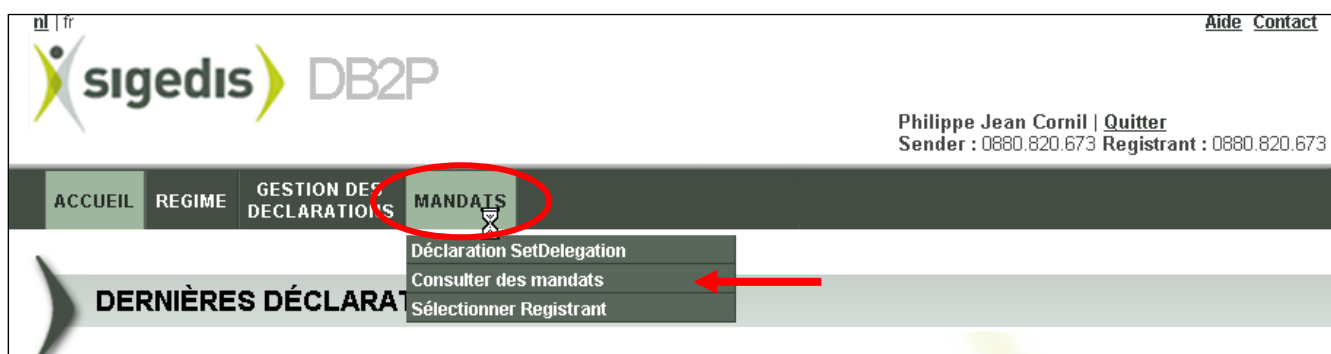 nl | fr
Aide Contact
sigedis DB2P
Philippe Jean Cornil | Quitter
Sender : 0880.820.673 Registrant : 0880.820.673
ACCUEIL
REGIME
GESTION DES
DECLARATIONS
MANDATS
Déclaration SetDelegation
Consulter des mandats
Sélectionner Registrant
DERNIÈRES DÉCLARAT